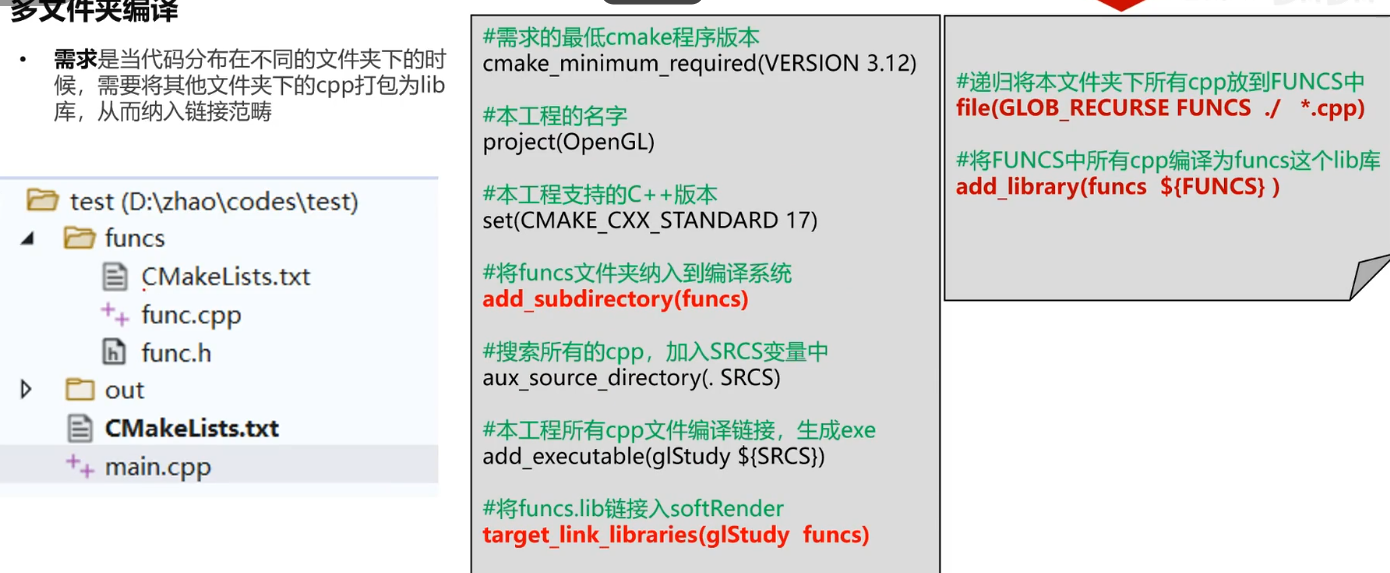 多文件夹编译
• 需求是当代码分布在不同的文件夹下的时
候，需要将其他文件夹下的cpp打包为lib
库，从而纳入链接范畴
test (D:\zhao\codes\test)
funcs
CMakeLists.txt
func.cpp
func.h
out
CMakeLists.txt
main.cpp
#需求的最低cmake程序版本
cmake_minimum_required(VERSION 3.12)
#本工程的名字
project(OpenGL)
#本工程支持的C++版本
set(CMAKE_CXX_STANDARD 17)
#将funcs文件夹纳入到编译系统
add_subdirectory(funcs)
#搜索所有的cpp，加入SRCS变量中
aux_source_directory(. SRCS)
#本工程所有cpp文件编译链接，生成exe
add_executable(glStudy ${SRCS})
#将funcs.lib链接入softRender
target_link_libraries(glStudy funcs)
#递归将本文件夹下所有cpp放到FUNCS中
file(GLOB_RECURSE FUNCS ./ *.cpp)
#将FUNCS中所有cpp编译为funcs这个lib库
add_library(funcs ${FUNCS} )